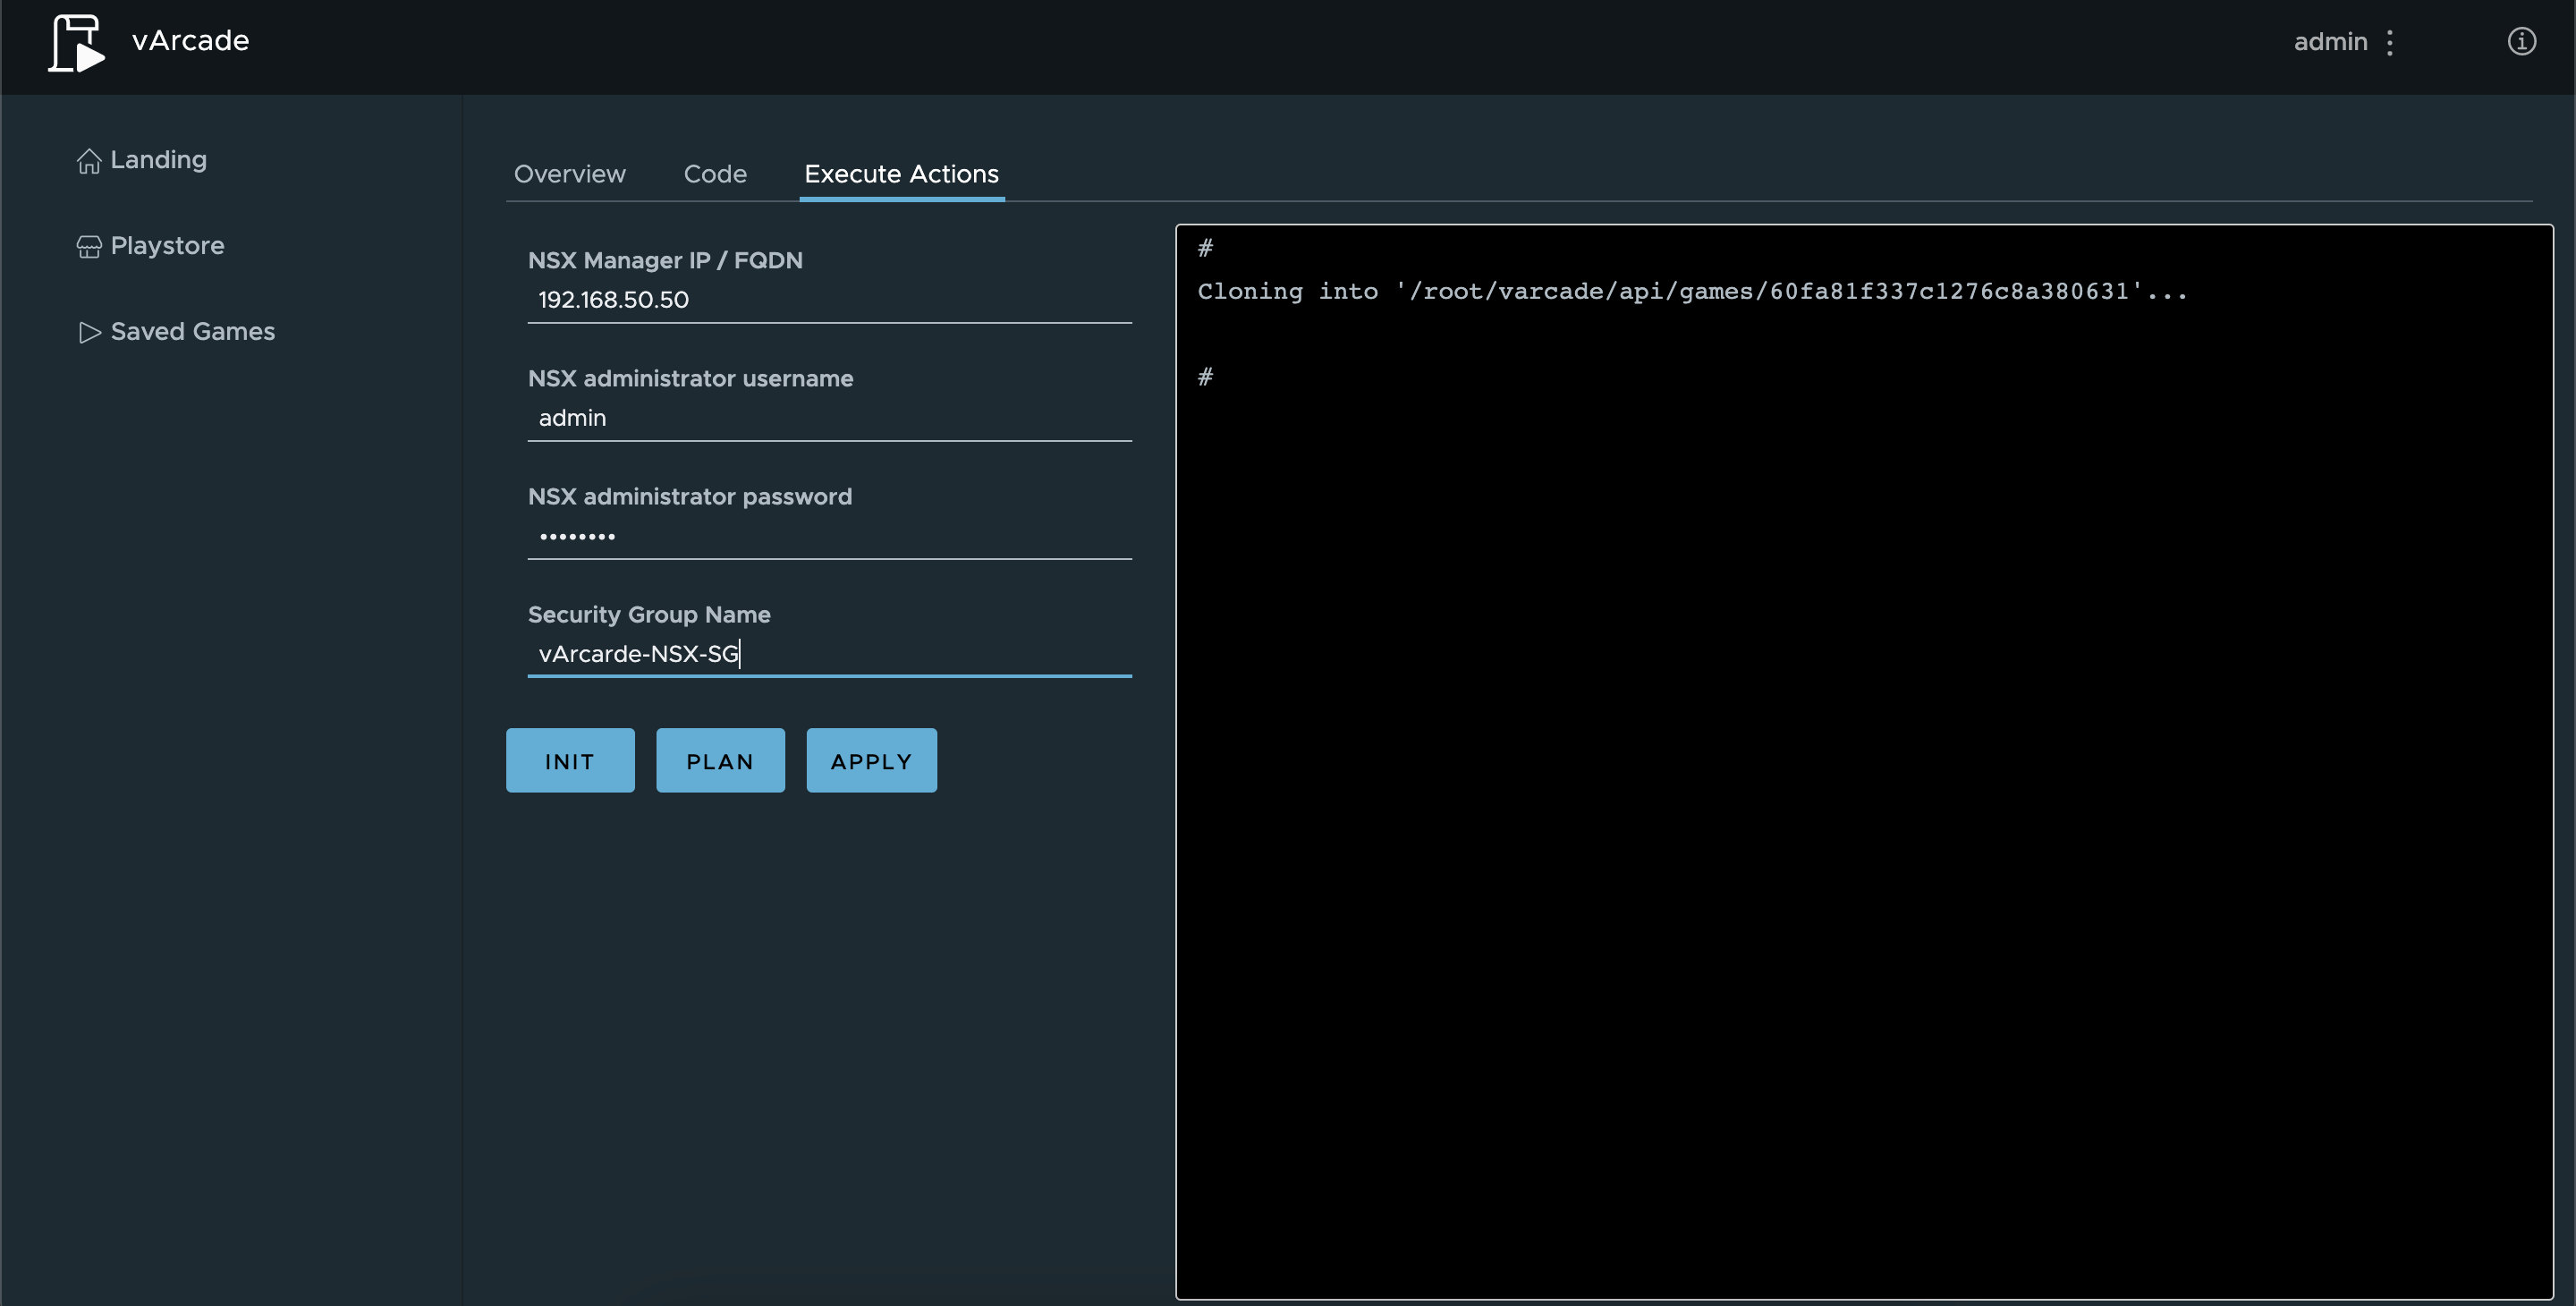 vArcade
admin
Landing
Playstore
Saved Games
Overview
Code
Execute Actions
NSX Manager IP / FQDN
192.168.50.50
NSX administrator username
admin
NSX administrator password
••••••••
Security Group Name
vArcarde-NSX-SG
INIT
PLAN
APPLY
#
Cloning into '/root/varcade/api/games/60fa81f337c1276c8a380631'...
#